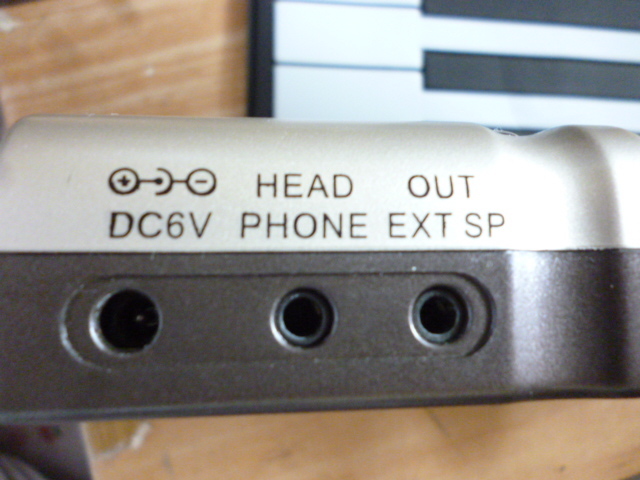 HEAD OUT
DC6V PHONE EXT SP